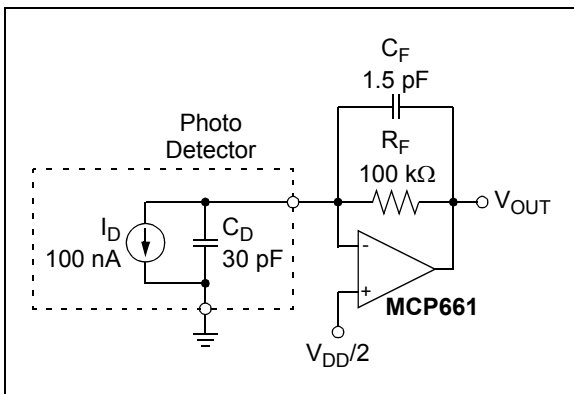 C_F
1.5 pF
Photo
Detector
R_F
100 kΩ
V_OUT
I_D
100 nA
C_D
30 pF
-
+
MCP661
V_DD/2